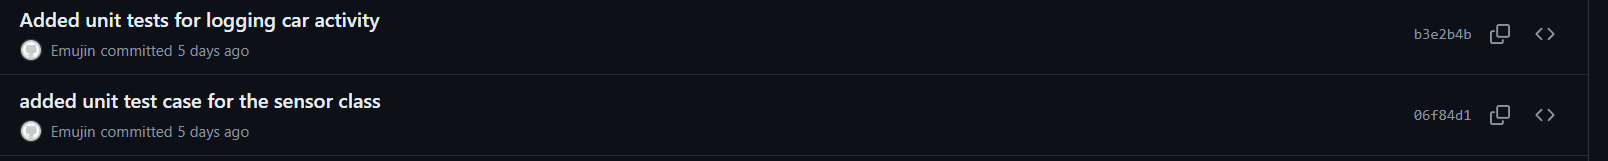 Added unit tests for logging car activity
b3e2b4b
Emujin committed 5 days ago
added unit test case for the sensor class
06f84d1
Emujin committed 5 days ago